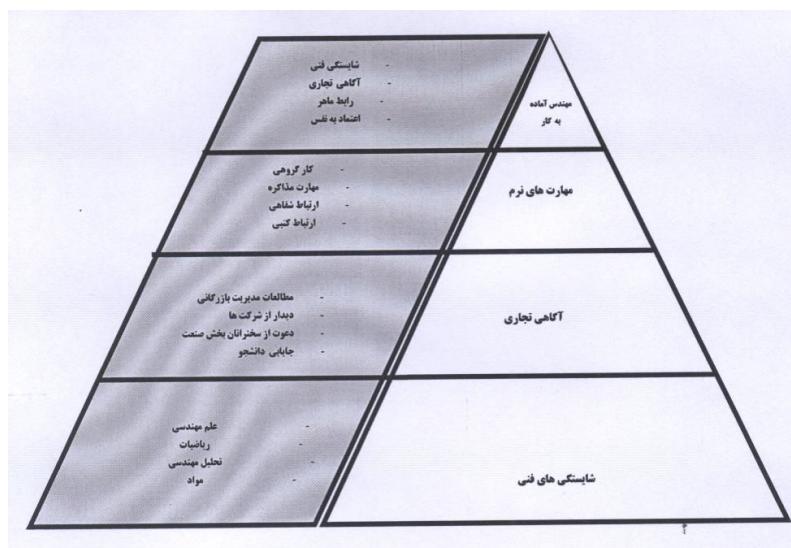 مهندس آماده
به کار
- شایستگی فنی
- آگاهی تجاری
- رابط ماهر
- اعتماد به نفس
مهارت های نرم
- کار گروهی
- مهارت مذاکره
- ارتباط شفاهی
- ارتباط کتبی
آگاهی تجاری
- مطالعات مدیریت بازرگانی
- دیدار از شرکت ها
- دعوت از سخنرانان بخش صنعت
- جایابی دانشجو
شایستگی های فنی
- علم مهندسی
- ریاضیات
- تحلیل مهندسی
- مواد